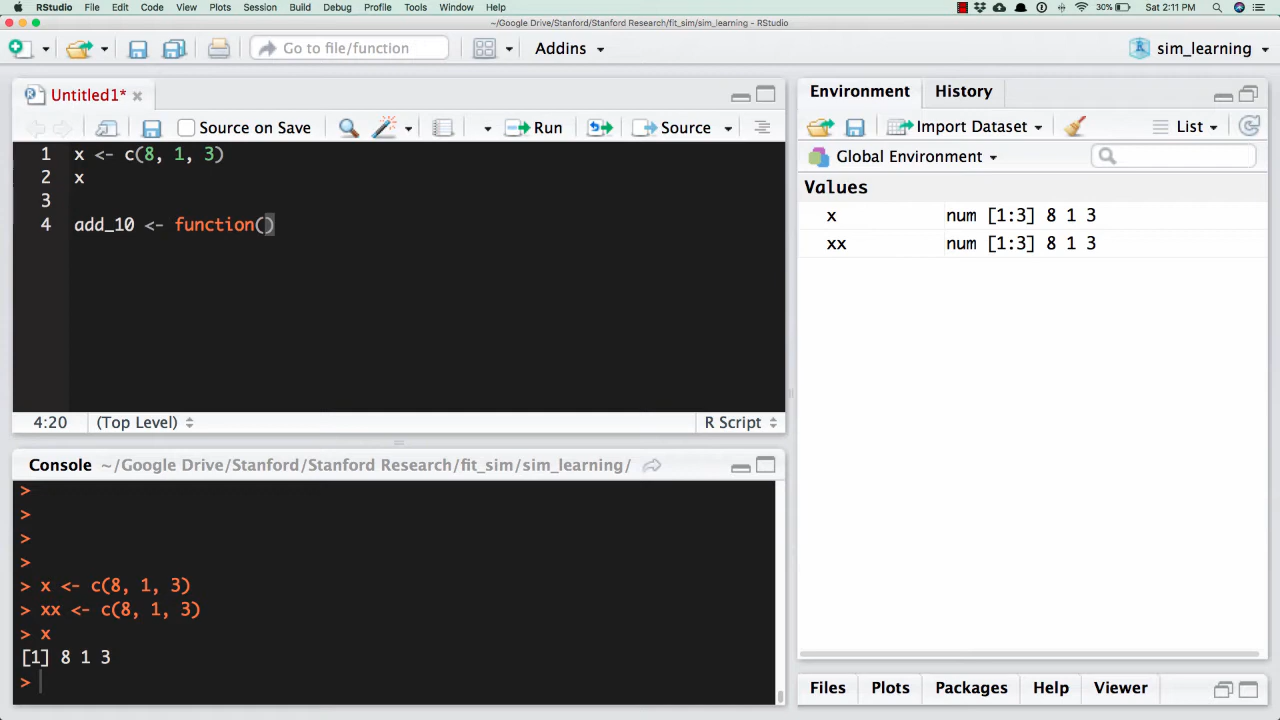 RStudio File Edit Code View Plots Session Build Debug Profile Tools Window Help 30% Sat 2:11PM
~/Google Drive/Stanford/Stanford Research/fit_sim/sim_learning - RStudio
Go to file/function Addins sim_learning
Untitled1*
Source on Save Run Source
1 x <- c(8, 1, 3)
2 x
3
4 add_10 <- function()
4:20 (Top Level) R Script
Console ~/Google Drive/Stanford/Stanford Research/fit_sim/sim_learning/
>
>
>
>
> x <- c(8, 1, 3)
> xx <- c(8, 1, 3)
> x
[1] 8 1 3
>
Environment History
Import Dataset List
Global Environment
Values
x num [1:3] 8 1 3
xx num [1:3] 8 1 3
Files Plots Packages Help Viewer